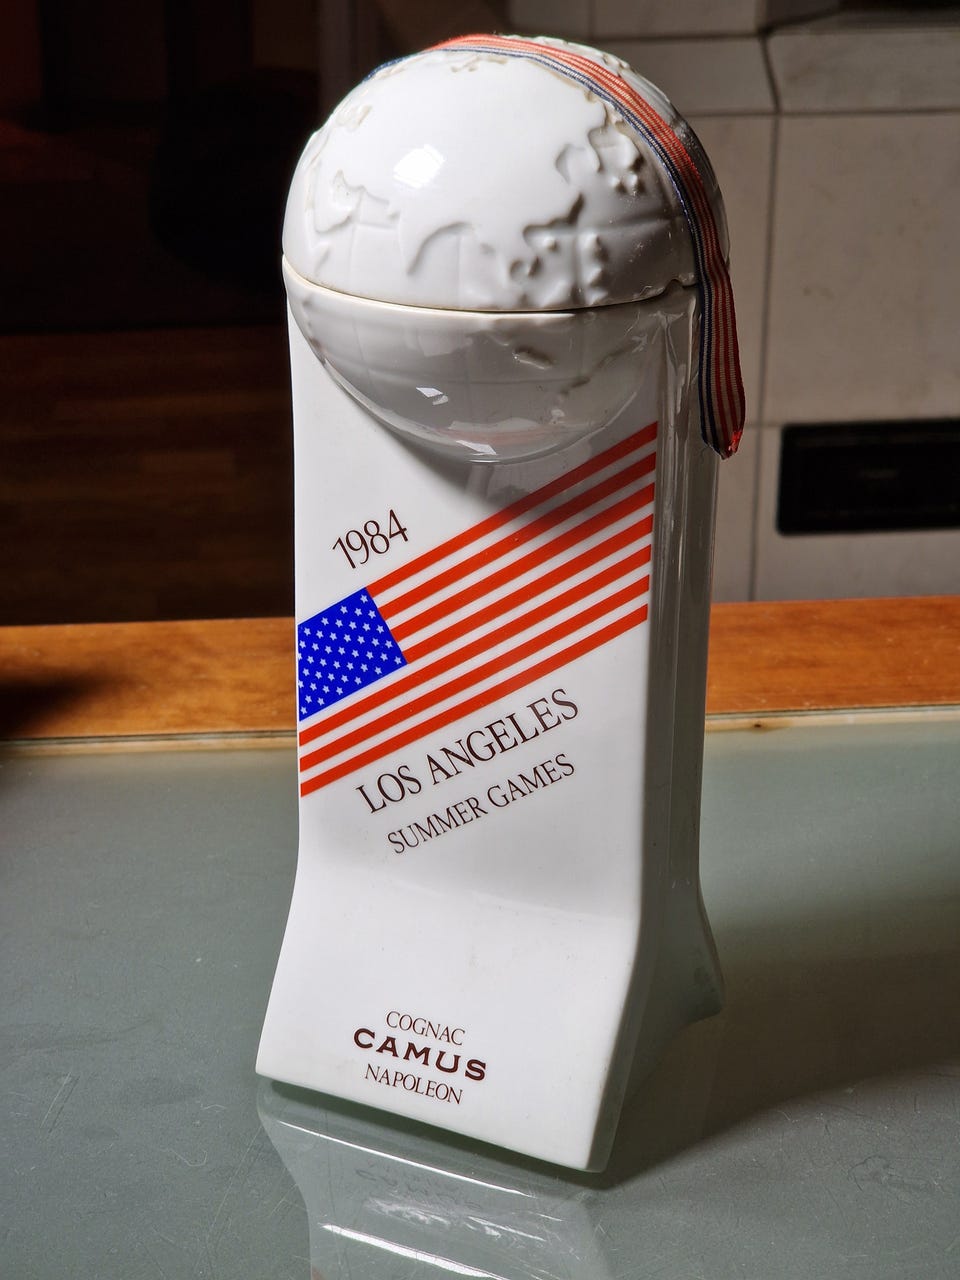 1984
LOS ANGELES
SUMMER GAMES
COGNAC
CAMUS
NAPOLEON